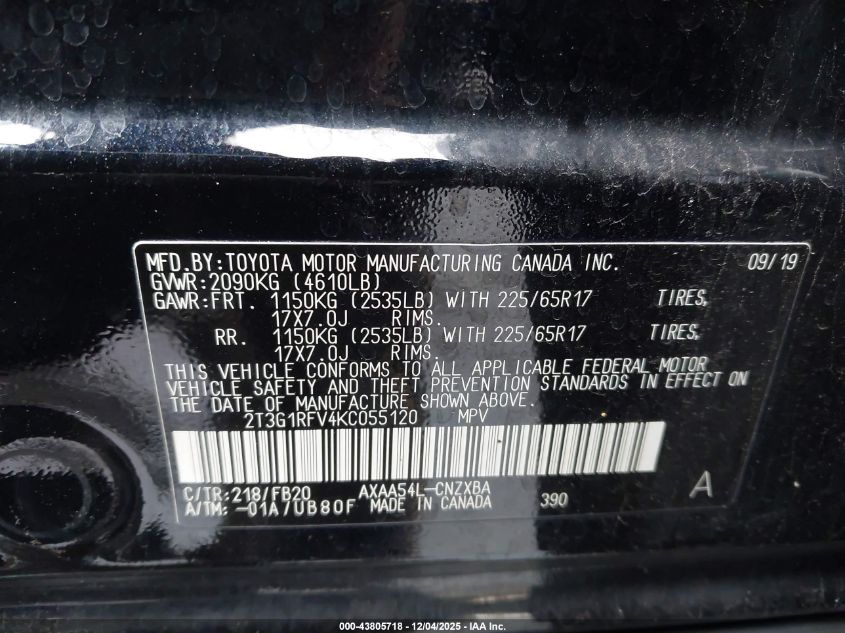 MFD.BY:TOYOTA MOTOR MANUFACTURING CANADA INC. 09/19
GVWR:2090KG (4610LB)
GAWR:FRT. 1150KG (2535LB) WITH 225/65R17 TIRES,
17X7.0J RIMS.
RR. 1150KG (2535LB) WITH 225/65R17 TIRES,
17X7.0J RIMS.
THIS VEHICLE CONFORMS TO ALL APPLICABLE FEDERAL MOTOR
VEHICLE SAFETY AND THEFT PREVENTION STANDARDS IN EFFECT ON
THE DATE OF MANUFACTURE SHOWN ABOVE.
2T3G1RFV4KC055120 MPV
C/TR:218/FB20 AXAA54L-CNZXBA A
A/TM:-01A/UB80F MADE IN CANADA 390
000-43805718 - 12/04/2025 - IAA Inc.